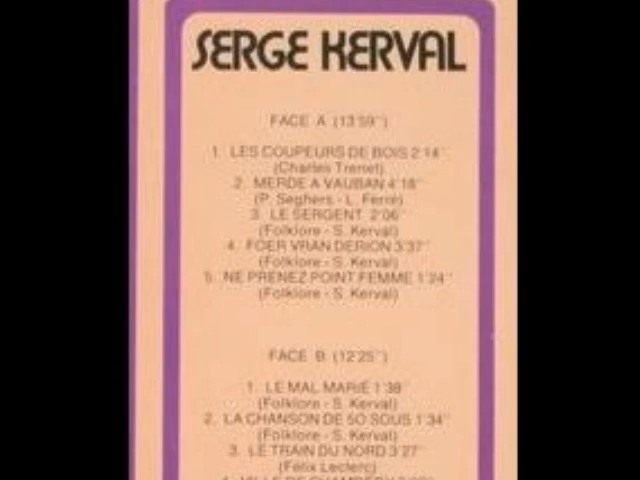 SERGE KERVAL
FACE A (13'59")
1. LES COUPEURS DE BOIS 2'14"
(Charles Trenet)
2. MERDE A VAUBAN 4'18"
(P. Seghers - L. Ferré)
3. LE SERGENT 2'06"
(Folklore - S. Kerval)
4. FOER VRAN DERION 3'37"
(Folklore - S. Kerval)
5. NE PRENEZ POINT FEMME 1'24"
(Folklore - S. Kerval)
FACE B (12'25")
1. LE MAL MARIÉ 1'38"
(Folklore - S. Kerval)
2. LA CHANSON DE 50 SOUS 1'34"
(Folklore - S. Kerval)
3. LE TRAIN DU NORD 3'27"
(Félix Leclerc)